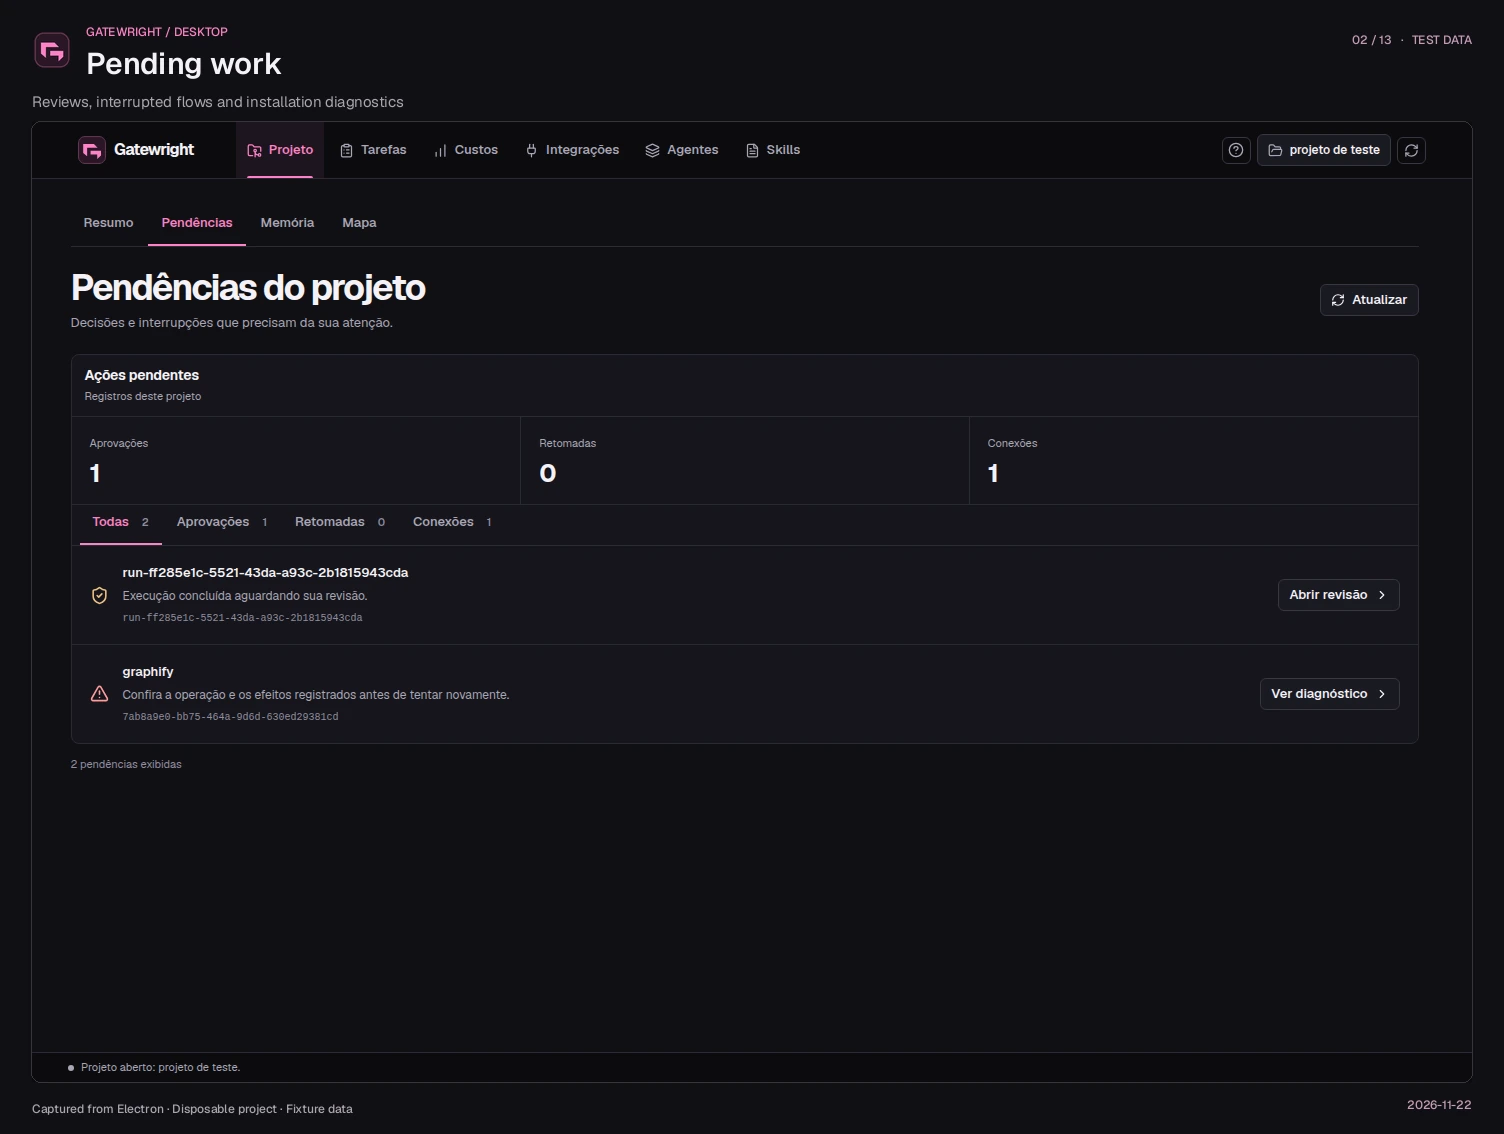 GATEWRIGHT / DESKTOP
Pending work
02 / 13 · TEST DATA
Reviews, interrupted flows and installation diagnostics
Gatewright Projeto Tarefas Custos Integrações Agentes Skills projeto de teste
Resumo Pendências Memória Mapa
Pendências do projeto
Decisões e interrupções que precisam da sua atenção.
Atualizar
Ações pendentes
Registros deste projeto
Aprovações Retomadas Conexões
1 0 1
Todas 2 Aprovações 1 Retomadas 0 Conexões 1
run-ff285e1c-5521-43da-a93c-2b1815943cda
Execução concluída aguardando sua revisão.
run-ff285e1c-5521-43da-a93c-2b1815943cda
Abrir revisão
graphify
Confira a operação e os efeitos registrados antes de tentar novamente.
7ab8a9e0-bb75-464a-9d6d-630ed29381cd
Ver diagnóstico
2 pendências exibidas
Projeto aberto: projeto de teste.
Captured from Electron · Disposable project · Fixture data
2026-11-22